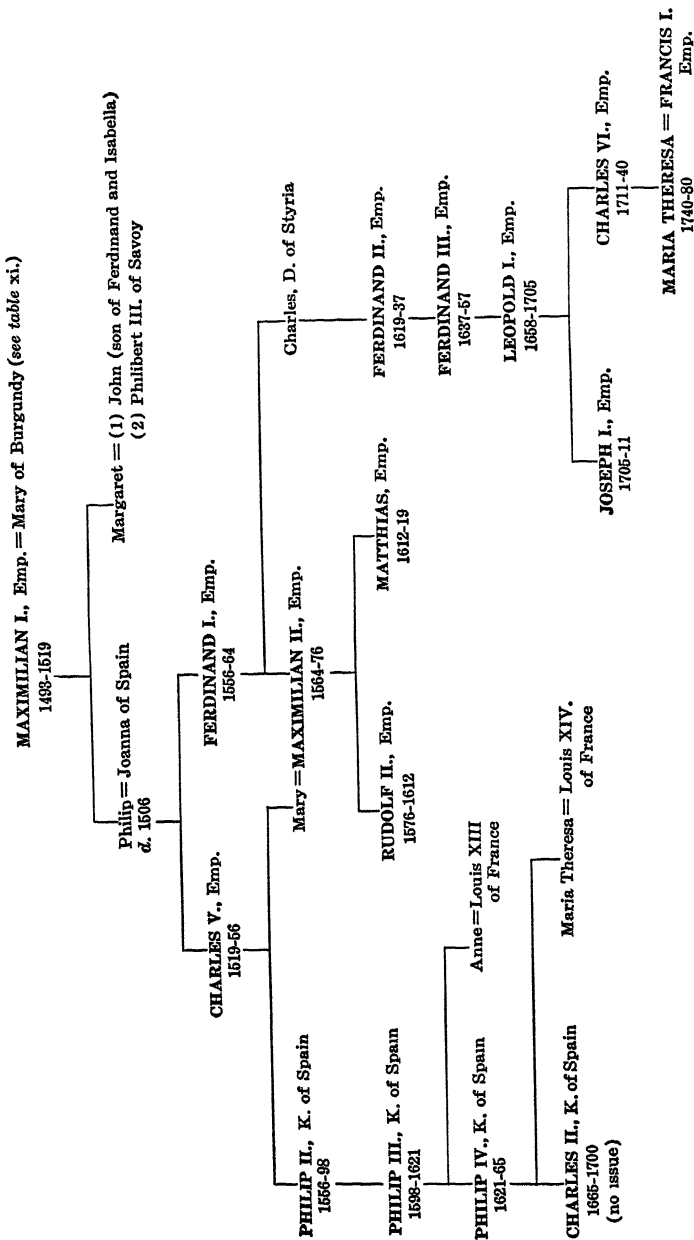 MAXIMILIAN I., Emp. = Mary of Burgundy (see table xi.)
1493-1519
Philip = Joanna of Spain
d. 1506
Margaret = (1) John (son of Ferdinand and Isabella)
(2) Philibert III. of Savoy
CHARLES V., Emp.
1519-56
FERDINAND I., Emp.
1556-64
PHILIP II., K. of Spain
1556-98
Mary = MAXIMILIAN II., Emp.
1564-76
Charles, D. of Styria
PHILIP III., K. of Spain
1598-1621
RUDOLF II., Emp.
1576-1612
MATTHIAS, Emp.
1612-19
FERDINAND II., Emp.
1619-37
PHILIP IV., K. of Spain
1621-65
Anne = Louis XIII
of France
FERDINAND III., Emp.
1637-57
CHARLES II., K. of Spain
1665-1700
(no issue)
Maria Theresa = Louis XIV.
of France
LEOPOLD I., Emp.
1658-1705
JOSEPH I., Emp.
1705-11
CHARLES VI., Emp.
1711-40
MARIA THERESA = FRANCIS I.
1740-80
Emp.